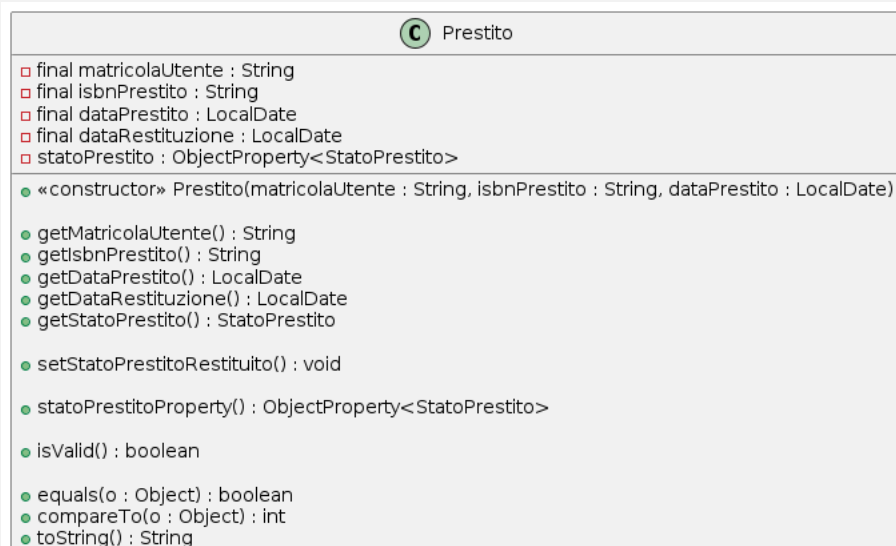 C Prestito
final matricolaUtente : String
final isbnPrestito : String
final dataPrestito : LocalDate
final dataRestituzione : LocalDate
statoPrestito : ObjectProperty<StatoPrestito>
«constructor» Prestito(matricolaUtente : String, isbnPrestito : String, dataPrestito : LocalDate)
getMatricolaUtente() : String
getIsbnPrestito() : String
getDataPrestito() : LocalDate
getDataRestituzione() : LocalDate
getStatoPrestito() : StatoPrestito
setStatoPrestitoRestituito() : void
statoPrestitoProperty() : ObjectProperty<StatoPrestito>
isValid() : boolean
equals(o : Object) : boolean
compareTo(o : Object) : int
toString() : String